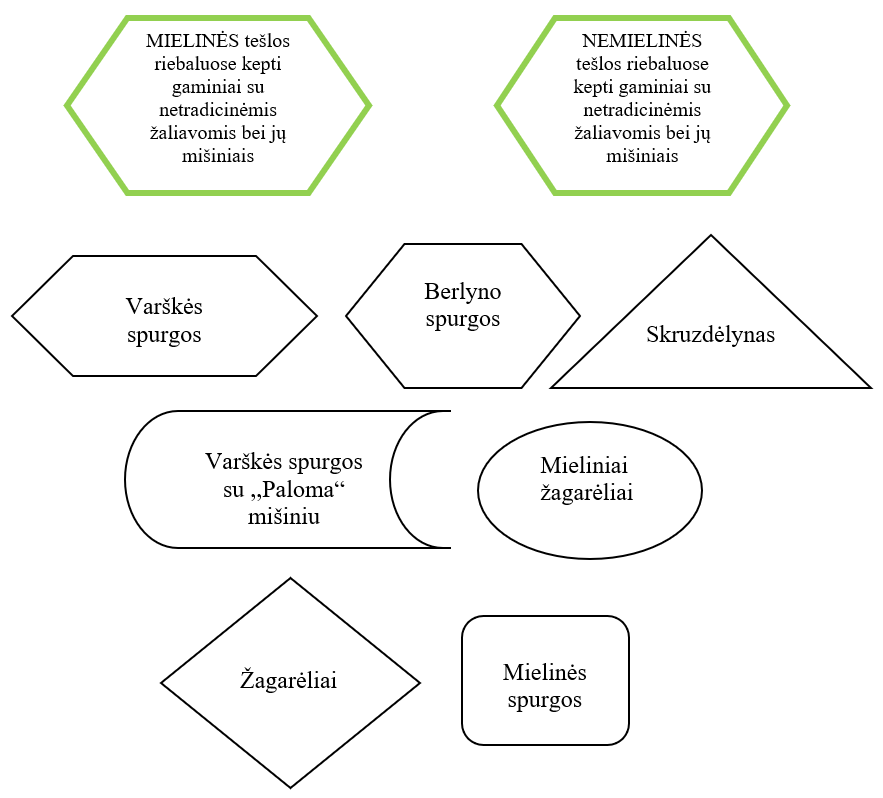 MIELINĖS tešlos
riebaluose kepti
gaminiai su
netradicinėmis
žaliavomis bei jų
mišiniais
NEMIELINĖS
tešlos riebaluose
kepti gaminiai su
netradicinėmis
žaliavomis bei jų
mišiniais
Varškės
spurgos
Berlyno
spurgos
Skruzdėlynas
Varškės spurgos
su „Paloma“
mišiniu
Mieliniai
žagarėliai
Žagarėliai
Mielinės
spurgos